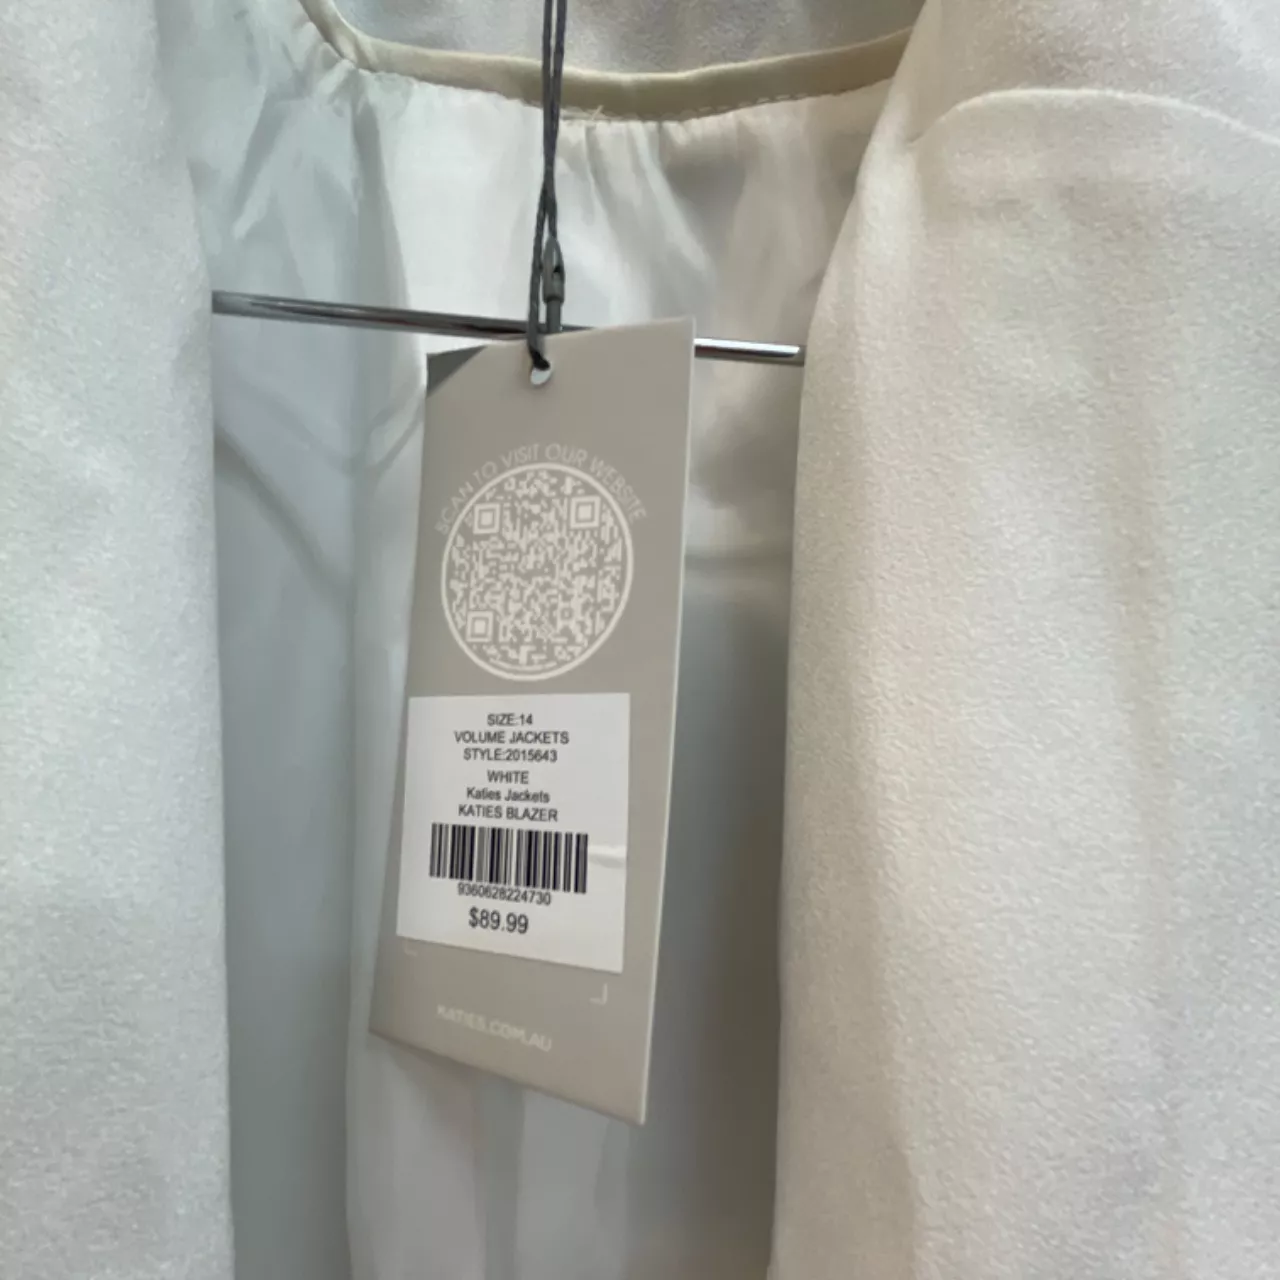 SCAN TO VISIT OUR WEBSITE
SIZE:14
VOLUME JACKETS
STYLE:2015643
WHITE
Katies Jackets
KATIES BLAZER
9360628224730
$89.99
KATIES.COM.AU